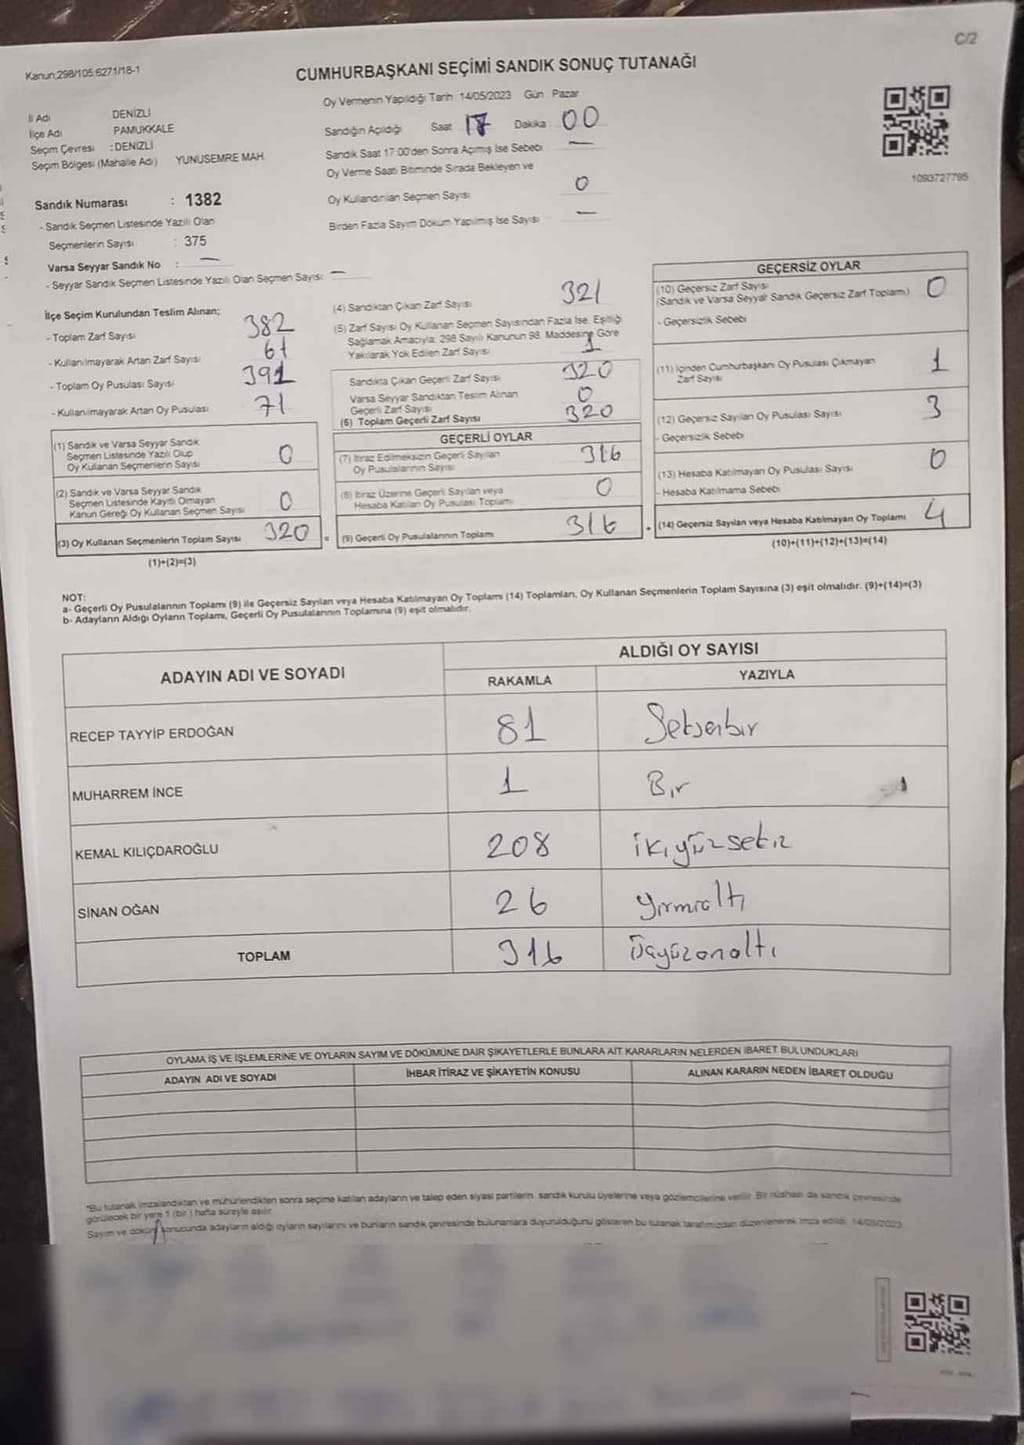 C/2
Kanun;298/105;6271/18-1
CUMHURBAŞKANI SEÇİMİ SANDIK SONUÇ TUTANAĞI
İl Adı DENİZLİ
İlçe Adı PAMUKKALE
Seçim Çevresi :DENİZLİ
Seçim Bölgesi (Mahalle Adı) YUNUSEMRE MAH.
Sandık Numarası : 1382
- Sandık Seçmen Listesinde Yazılı Olan
Seçmenlerin Sayısı : 375
Varsa Seyyar Sandık No : —
- Seyyar Sandık Seçmen Listesinde Yazılı Olan Seçmen Sayısı: —
Oy Vermenin Yapıldığı Tarih 14/05/2023 Gün Pazar
Sandığın Açıldığı Saat 17 Dakika 00
Sandık Saat 17:00'den Sonra Açımış İse Sebebi —
Oy Verme Saati Bitiminde Sırada Bekleyen ve
Oy Kullandırılan Seçmen Sayısı 0
Birden Fazla Sayım Döküm Yapılmış İse Sayısı —
1093727795
İlçe Seçim Kurulundan Teslim Alınan;
- Toplam Zarf Sayısı 382
- Kullanılmayarak Artan Zarf Sayısı 61
- Toplam Oy Pusulası Sayısı 391
- Kullanılmayarak Artan Oy Pusulası 71
(1) Sandık ve Varsa Seyyar Sandık
Seçmen Listesinde Yazılı Olup
Oy Kullanan Seçmenlerin Sayısı 0
(2) Sandık ve Varsa Seyyar Sandık
Seçmen Listesinde Kayıtlı Olmayan
Kanun Gereği Oy Kullanan Seçmen Sayısı 0
(3) Oy Kullanan Seçmenlerin Toplam Sayısı 320
(1)+(2)=(3)
(4) Sandıktan Çıkan Zarf Sayısı 321
(5) Zarf Sayısı Oy Kullanan Seçmen Sayısından Fazla İse, Eşitliği
Sağlamak Amacıyla, 298 Sayılı Kanunun 98. Maddesine Göre
Yakılarak Yok Edilen Zarf Sayısı 1
Sandıkta Çıkan Geçerli Zarf Sayısı 320
Varsa Seyyar Sandıktan Teslim Alınan
Geçerli Zarf Sayısı 0
(6) Toplam Geçerli Zarf Sayısı 320
GEÇERLİ OYLAR
(7) İtiraz Edilmeksizin Geçerli Sayılan
Oy Pusulalarının Sayısı 316
(8) İtiraz Üzerine Geçerli Sayılan veya
Hesaba Katılan Oy Pusulası Toplamı 0
= (9) Geçerli Oy Pusulalarının Toplamı 316 +
GEÇERSİZ OYLAR
(10) Geçersiz Zarf Sayısı
(Sandık ve Varsa Seyyar Sandık Geçersiz Zarf Toplamı) 0
- Geçersizlik Sebebi
(11) İçinden Cumhurbaşkanı Oy Pusulası Çıkmayan
Zarf Sayısı 1
(12) Geçersiz Sayılan Oy Pusulası Sayısı 3
- Geçersizlik Sebebi
(13) Hesaba Katılmayan Oy Pusulası Sayısı 0
- Hesaba Katılmama Sebebi
(14) Geçersiz Sayılan veya Hesaba Katılmayan Oy Toplamı 4
(10)+(11)+(12)+(13)=(14)
NOT:
a- Geçerli Oy Pusulalarının Toplamı (9) ile Geçersiz Sayılan veya Hesaba Katılmayan Oy Toplamı (14) Toplamları, Oy Kullanan Seçmenlerin Toplam Sayısına (3) eşit olmalıdır. (9)+(14)=(3)
b- Adayların Aldığı Oyların Toplamı, Geçerli Oy Pusulalarının Toplamına (9) eşit olmalıdır.
ADAYIN ADI VE SOYADI ALDIĞI OY SAYISI
RAKAMLA YAZIYLA
RECEP TAYYİP ERDOĞAN 81 Seksenbir
MUHARREM İNCE 1 Bir
KEMAL KILIÇDAROĞLU 208 ikiyüzsekiz
SİNAN OĞAN 26 yirmialtı
TOPLAM 316 Üçyüzonaltı
OYLAMA İŞ VE İŞLEMLERİNE VE OYLARIN SAYIM VE DÖKÜMÜNE DAİR ŞİKAYETLERLE BUNLARA AİT KARARLARIN NELERDEN İBARET BULUNDUKLARI
ADAYIN ADI VE SOYADI İHBAR İTİRAZ VE ŞİKAYETİN KONUSU ALINAN KARARIN NEDEN İBARET OLDUĞU
*Bu tutanak imzalandıktan ve mühürlendikten sonra seçime katılan adayların ve talep eden siyasi partilerin, sandık kurulu üyelerine veya gözlemcilerine verilir. Bir nüshası da sandık çevresinde
görülecek bir yere 1 (bir) hafta süreyle asılır.
Sayım ve döküm sonucunda adayların aldığı oyların sayılarını ve bunların sandık çevresinde bulunanlara duyurulduğunu gösteren bu tutanak tarafımızdan düzenlenerek imza edildi. 14/05/2023